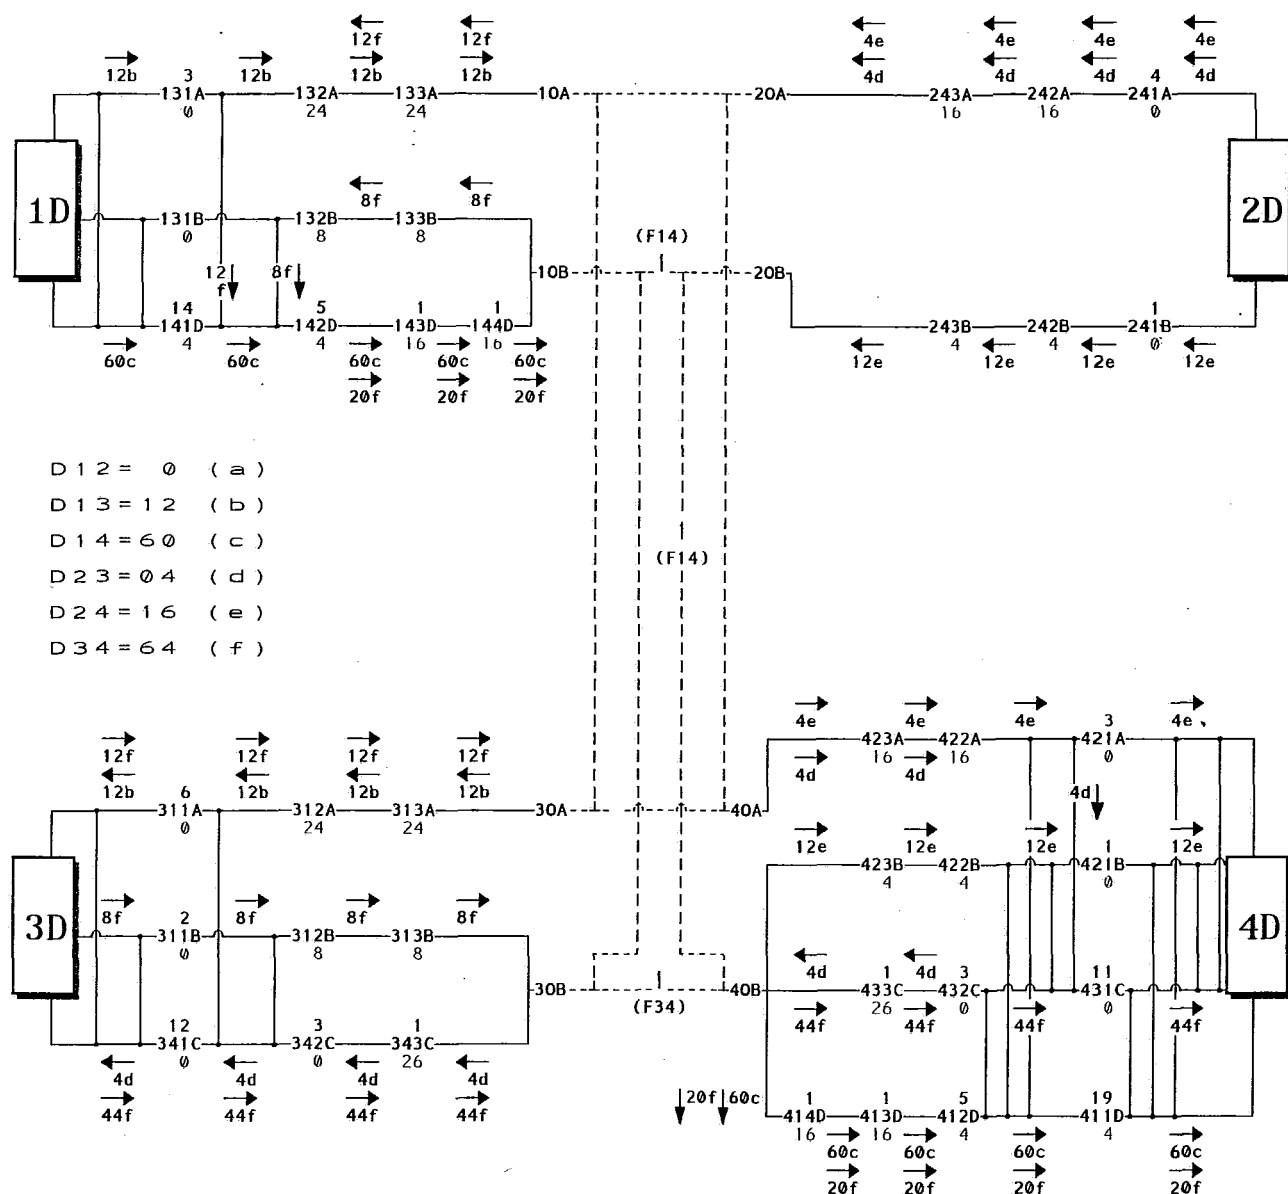 12f 12f 4e 4e 4e 4e
12b 3 12b 12b 12b 4d 4d 4d 4 4d
131A 132A 133A 10A 20A 243A 242A 241A
0 24 24 16 16 0
8f 8f
1D 131B 132B 133B 2D
0 8 8 (F14)
12f 8f 10B 20B
14 5 1 1 1
141D 142D 143D 144D 243B 242B 241B
4 4 16 16 4 4 0
60c 60c 60c 60c 60c 12e 12e 12e 12e
20f 20f 20f
D12= 0 (a)
D13=12 (b)
D14=60 (c)
D23=04 (d)
D24=16 (e)
D34=64 (f)
(F14)
4e 4e 4e 3 4e
12f 12f 12f 12f 423A 422A 421A
12b 6 12b 12b 12b 4d 16 4d 16 0
311A 312A 313A 30A 40A 4d
0 24 24
12e 12e 12e 1 12e
423B 422B 421B
4 4 0
8f 2 8f 8f 8f
3D 311B 312B 313B 4D
0 8 8
4d 1 4d 3 11
30B 40B 433C 432C 431C
(F34) 44f 26 44f 0 44f 0 44f
12 3 1
341C 342C 343C
0 0 26
4d 4d 4d 4d
44f 44f 44f 44f
20f 60c 1 1 5 19
414D 413D 412D 411D
16 16 4 4
60c 60c 60c 60c
20f 20f 20f 20f